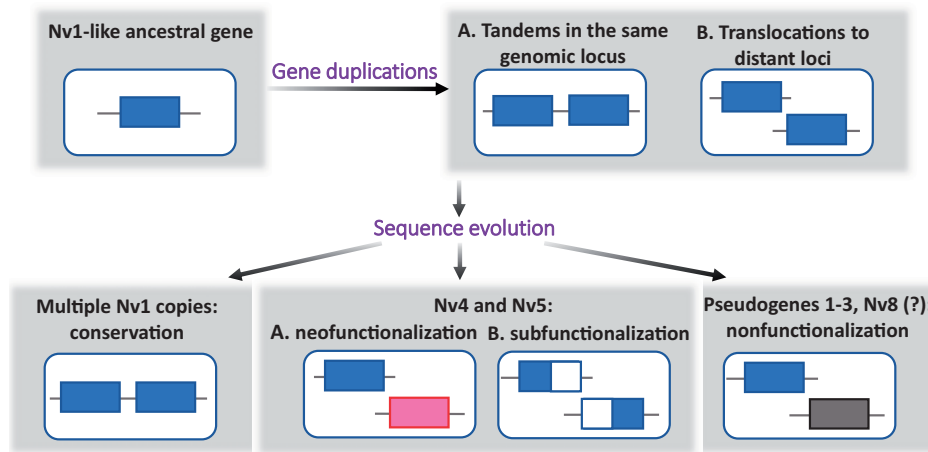 Nv1-like ancestral gene
Gene duplications
A. Tandems in the same
genomic locus
B. Translocations to
distant loci
Sequence evolution
Multiple Nv1 copies:
conservation
Nv4 and Nv5:
A. neofunctionalization
B. subfunctionalization
Pseudogenes 1-3, Nv8 (?):
nonfunctionalization